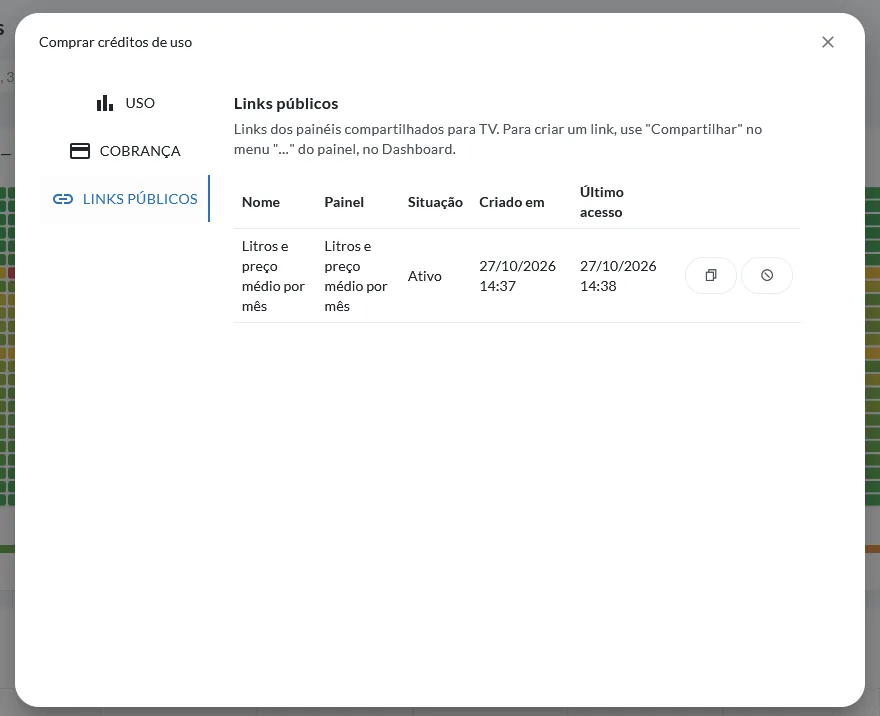 Comprar créditos de uso
USO
COBRANÇA
LINKS PÚBLICOS
Links públicos
Links dos painéis compartilhados para TV. Para criar um link, use "Compartilhar" no
menu "…" do painel, no Dashboard.
Nome Painel Situação Criado em Último
acesso
Litros e
preço
médio por
mês
Litros e
preço
médio por
mês
Ativo
27/10/2026
14:37
27/10/2026
14:38